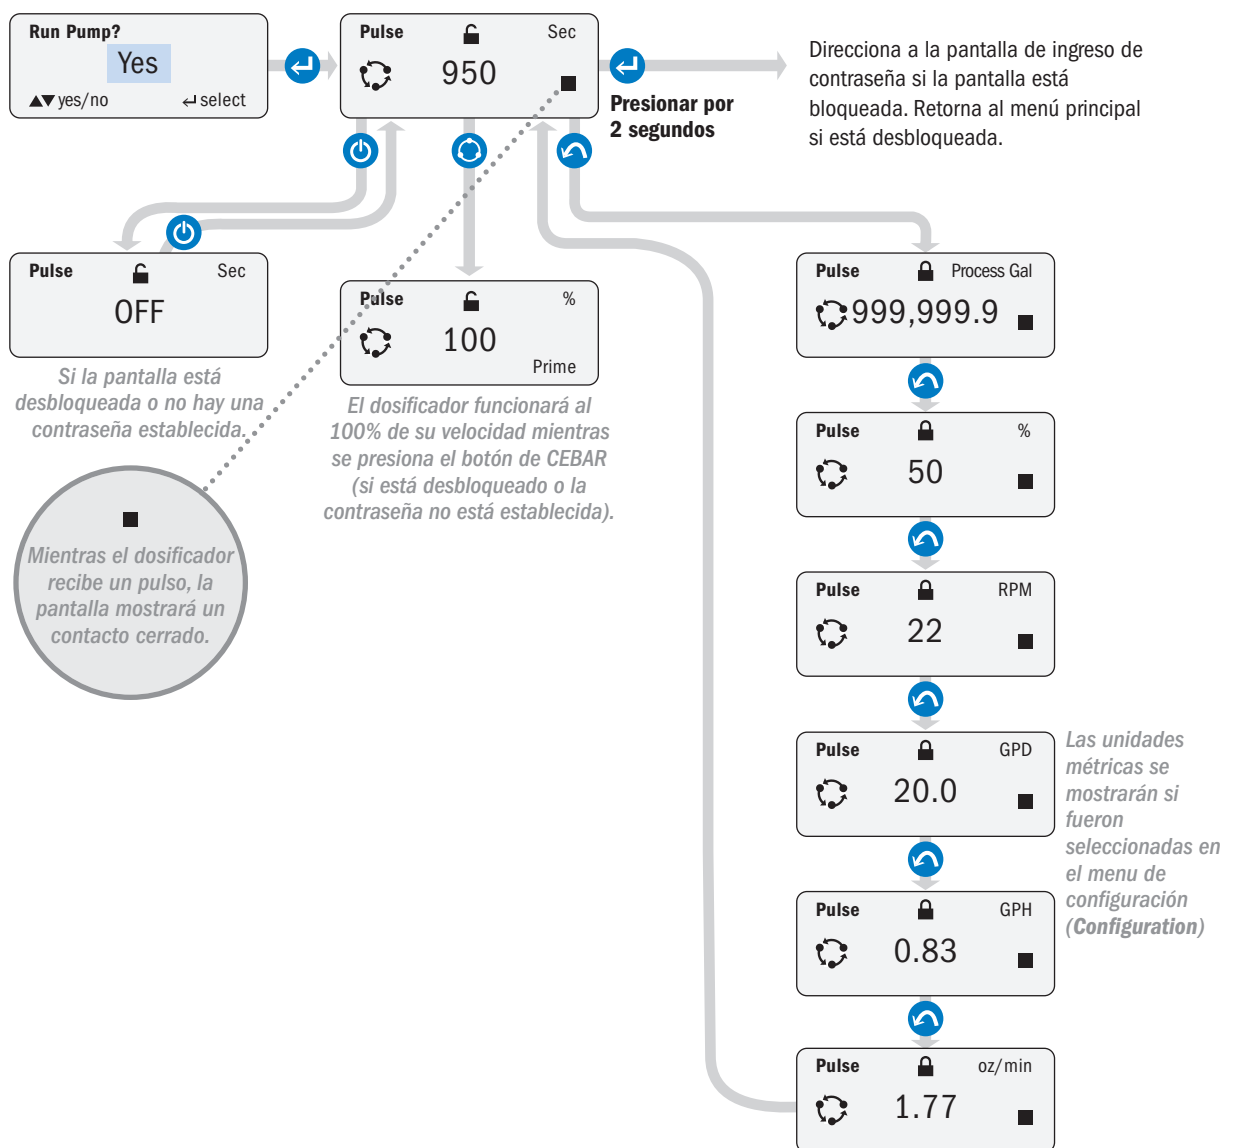 Run Pump?
Yes
▲▼ yes/no ↵ select
Pulse Sec
950
Presionar por
2 segundos
Direcciona a la pantalla de ingreso de
contraseña si la pantalla está
bloqueada. Retorna al menú principal
si está desbloqueada.
Pulse Sec
OFF
Si la pantalla está
desbloqueada o no hay una
contraseña establecida.
Pulse %
100
Prime
El dosificador funcionará al
100% de su velocidad mientras
se presiona el botón de CEBAR
(si está desbloqueado o la
contraseña no está establecida).
Mientras el dosificador
recibe un pulso, la
pantalla mostrará un
contacto cerrado.
Pulse Process Gal
999,999.9
Pulse %
50
Pulse RPM
22
Pulse GPD
20.0
Las unidades
métricas se
mostrarán si
fueron
seleccionadas en
el menu de
configuración
(Configuration)
Pulse GPH
0.83
Pulse oz/min
1.77